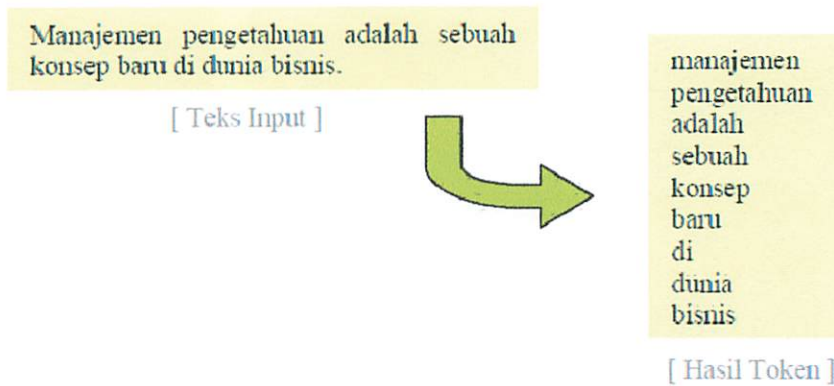 Manajemen pengetahuan adalah sebuah
konsep baru di dunia bisnis.
[ Teks Input ]
manajemen
pengetahuan
adalah
sebuah
konsep
baru
di
dunia
bisnis
[ Hasil Token ]